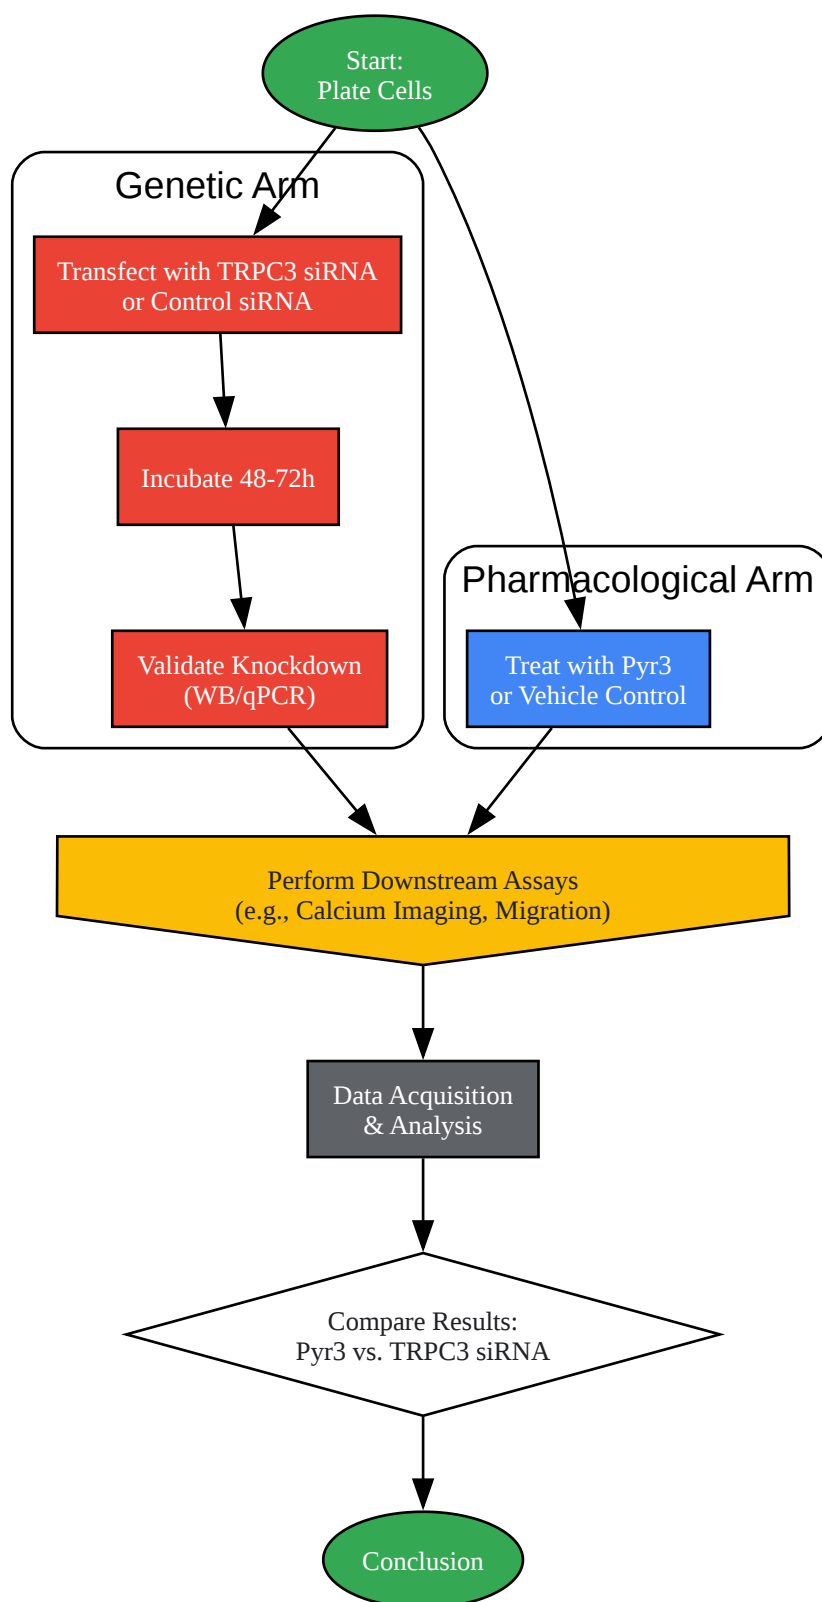 Start:
Plate Cells
Genetic Arm
Transfect with TRPC3 siRNA
or Control siRNA
Incubate 48-72h
Validate Knockdown
(WB/qPCR)
Pharmacological Arm
Treat with Pyr3
or Vehicle Control
Perform Downstream Assays
(e.g., Calcium Imaging, Migration)
Data Acquisition
& Analysis
Compare Results:
Pyr3 vs. TRPC3 siRNA
Conclusion